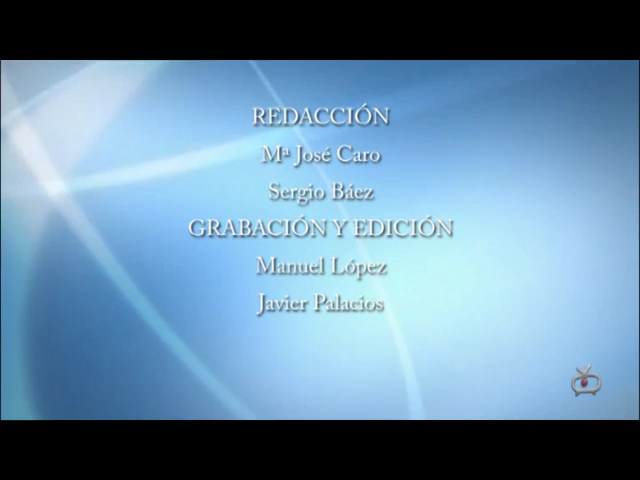 REDACCIÓN
Mª José Caro
Sergio Báez
GRABACIÓN Y EDICIÓN
Manuel López
Javier Palacios